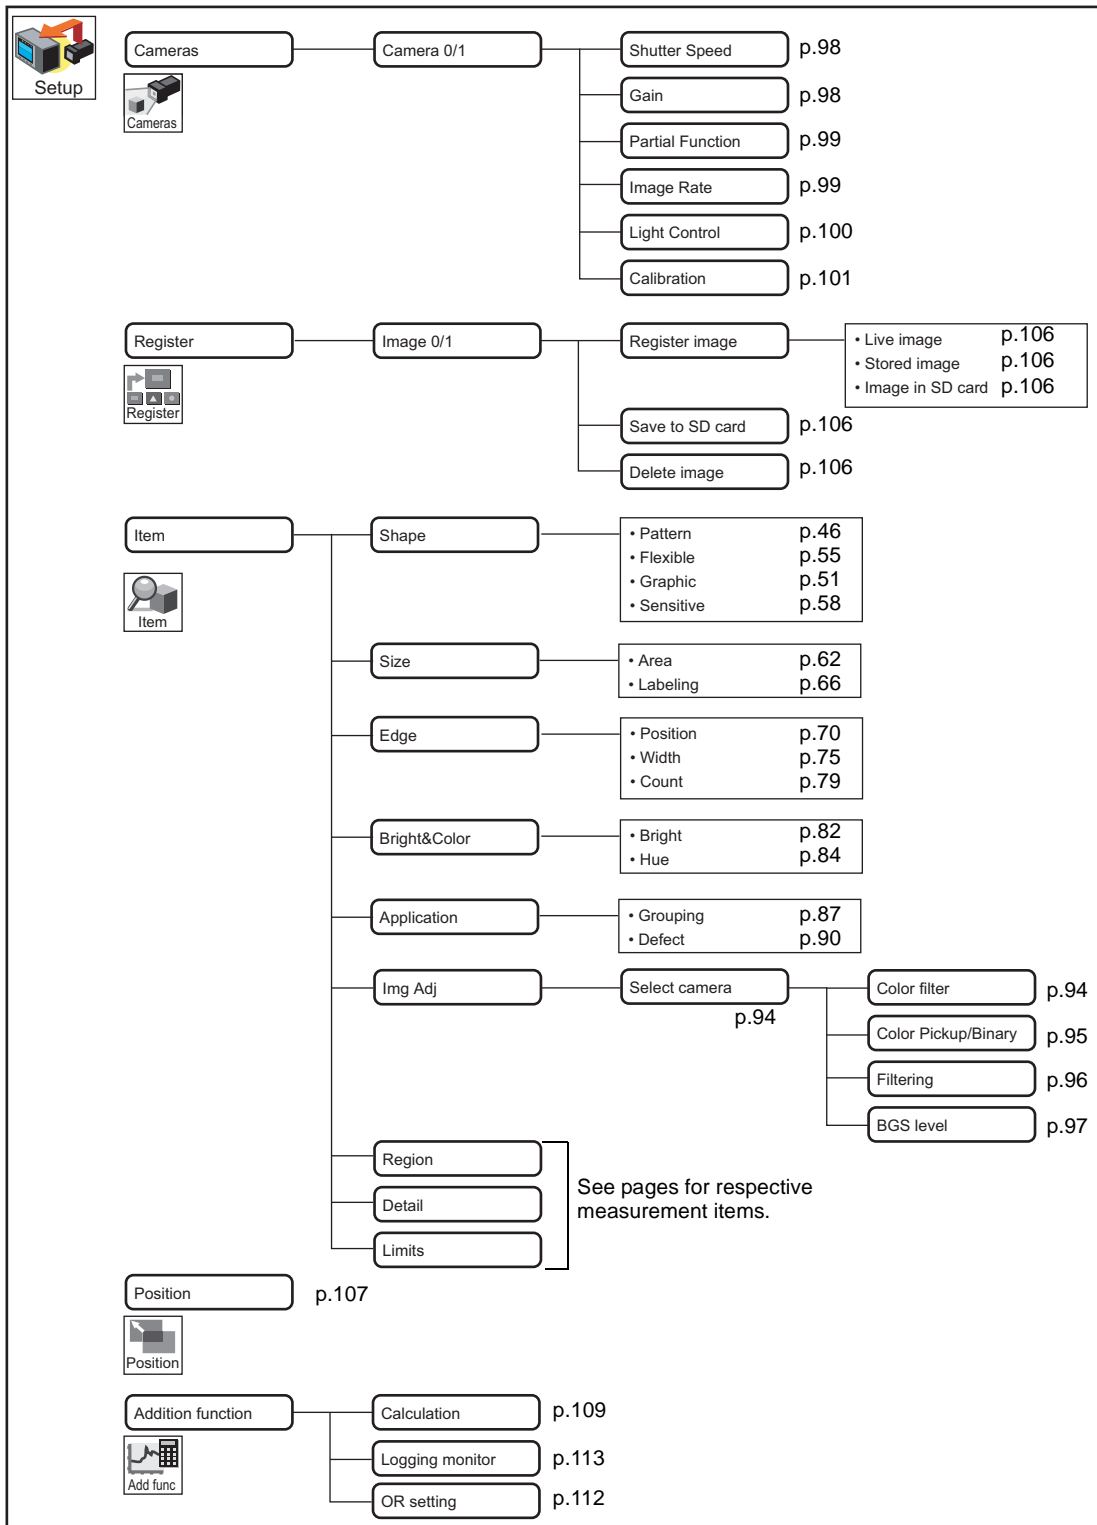 Setup
Cameras
Cameras
Camera 0/1
Shutter Speed p.98
Gain p.98
Partial Function p.99
Image Rate p.99
Light Control p.100
Calibration p.101
Register
Register
Image 0/1
Register image
• Live image p.106
• Stored image p.106
• Image in SD card p.106
Save to SD card p.106
Delete image p.106
Item
Item
Shape
• Pattern p.46
• Flexible p.55
• Graphic p.51
• Sensitive p.58
Size
• Area p.62
• Labeling p.66
Edge
• Position p.70
• Width p.75
• Count p.79
Bright&Color
• Bright p.82
• Hue p.84
Application
• Grouping p.87
• Defect p.90
Img Adj
Select camera
p.94
Color filter p.94
Color Pickup/Binary p.95
Filtering p.96
BGS level p.97
Region
Detail
Limits
See pages for respective
measurement items.
Position p.107
Position
Addition function
Add func
Calculation p.109
Logging monitor p.113
OR setting p.112